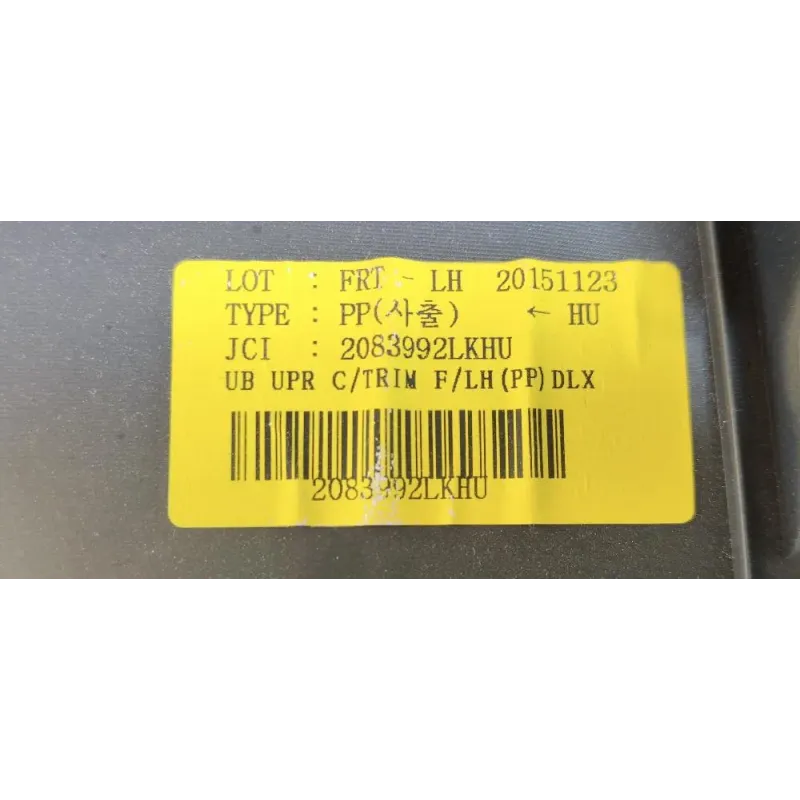 LOT : FRT - LH 20151123
TYPE : PP(사출) ← HU
JCI : 2083992LKHU
UB UPR C/TRIM F/LH(PP)DLX
2083992LKHU